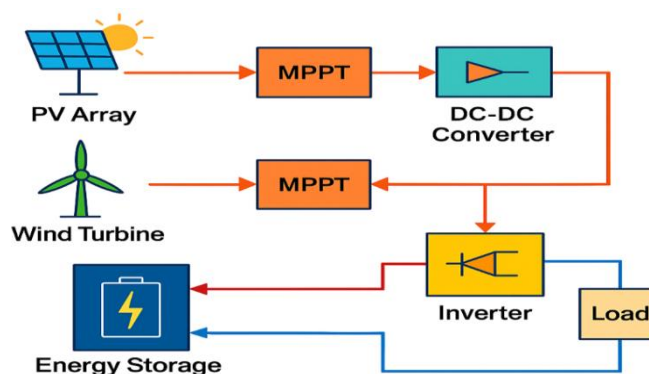 MPPT
PV Array
DC-DC
Converter
MPPT
Wind Turbine
Inverter
Load
Energy Storage